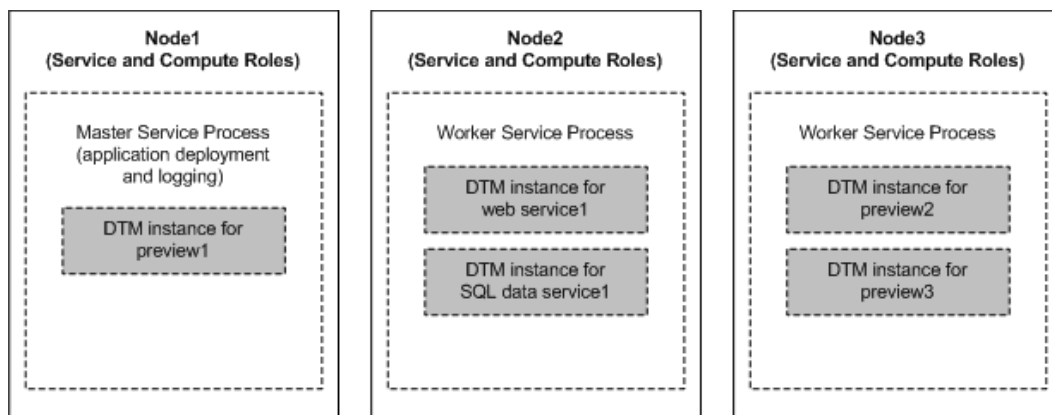 Node1
(Service and Compute Roles)
Master Service Process
(application deployment
and logging)
DTM instance for
preview1
Node2
(Service and Compute Roles)
Worker Service Process
DTM instance for
web service1
DTM instance for
SQL data service1
Node3
(Service and Compute Roles)
Worker Service Process
DTM instance for
preview2
DTM instance for
preview3